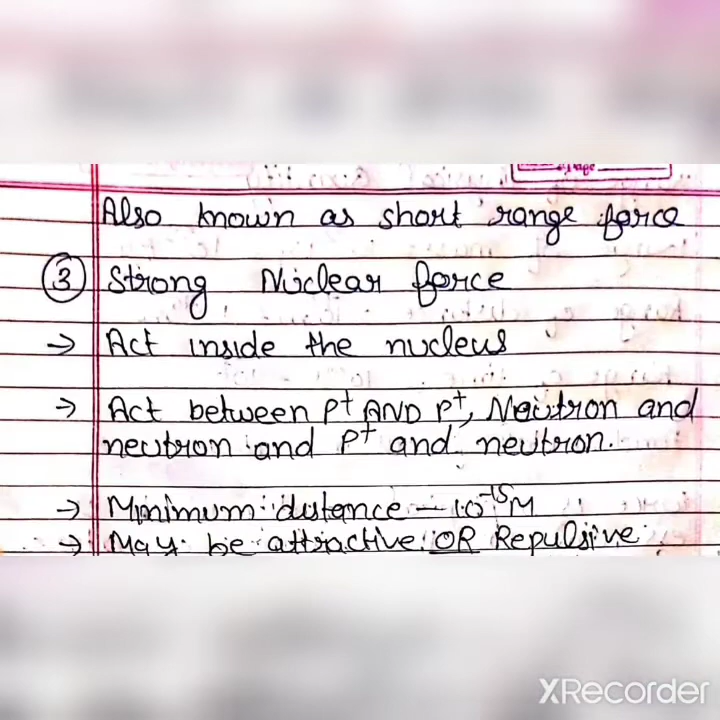 Also known as short range force
③ Strong Nuclear force
→ Act inside the nucleus
→ Act between P⁺ AND P⁺, Neutron and
neutron and P⁺ and neutron.
→ Minimum distance – 10⁻¹⁵M
→ May be attractive OR Repulsive
XRecorder